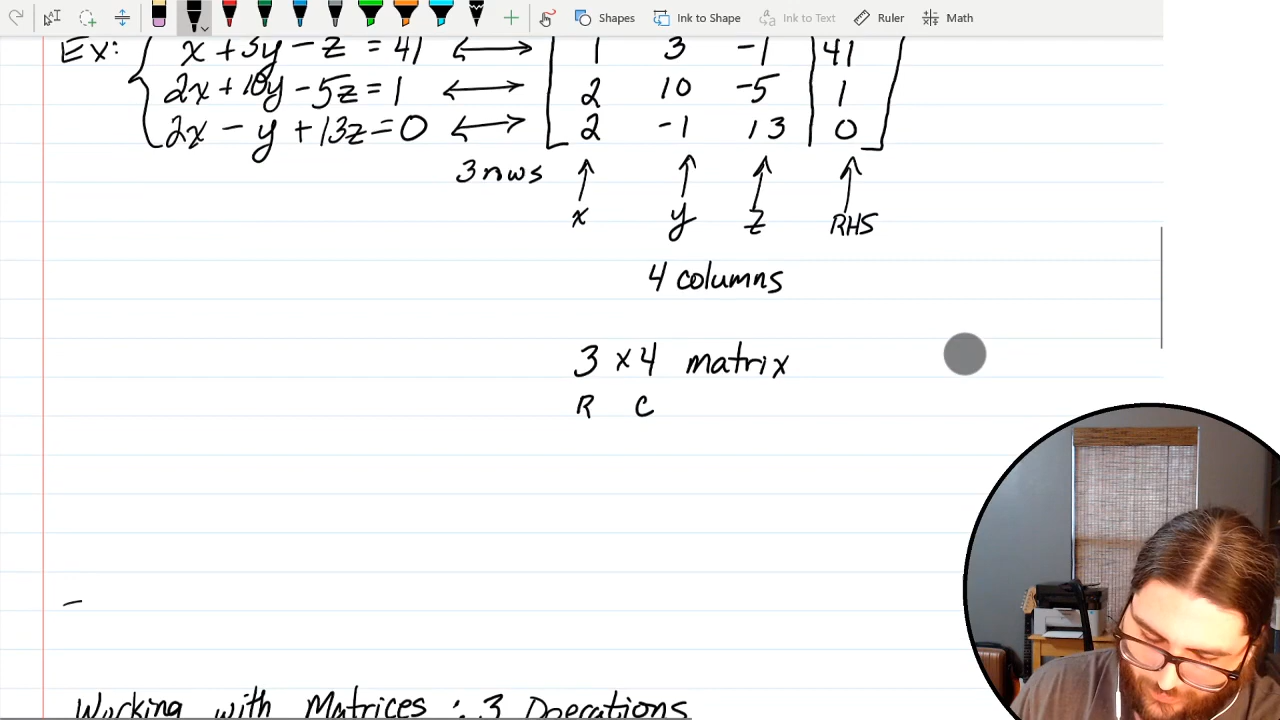 Shapes Ink to Shape Ink to Text Ruler Math
Ex: x + 3y - z = 41 ⟷ 1 3 -1 41
2x + 10y - 5z = 1 ⟷ 2 10 -5 1
2x - y + 13z = 0 ⟷ 2 -1 13 0
3 rows
x y z RHS
4 columns
3 x 4 matrix
R C
Working with Matrices : 3 Operations